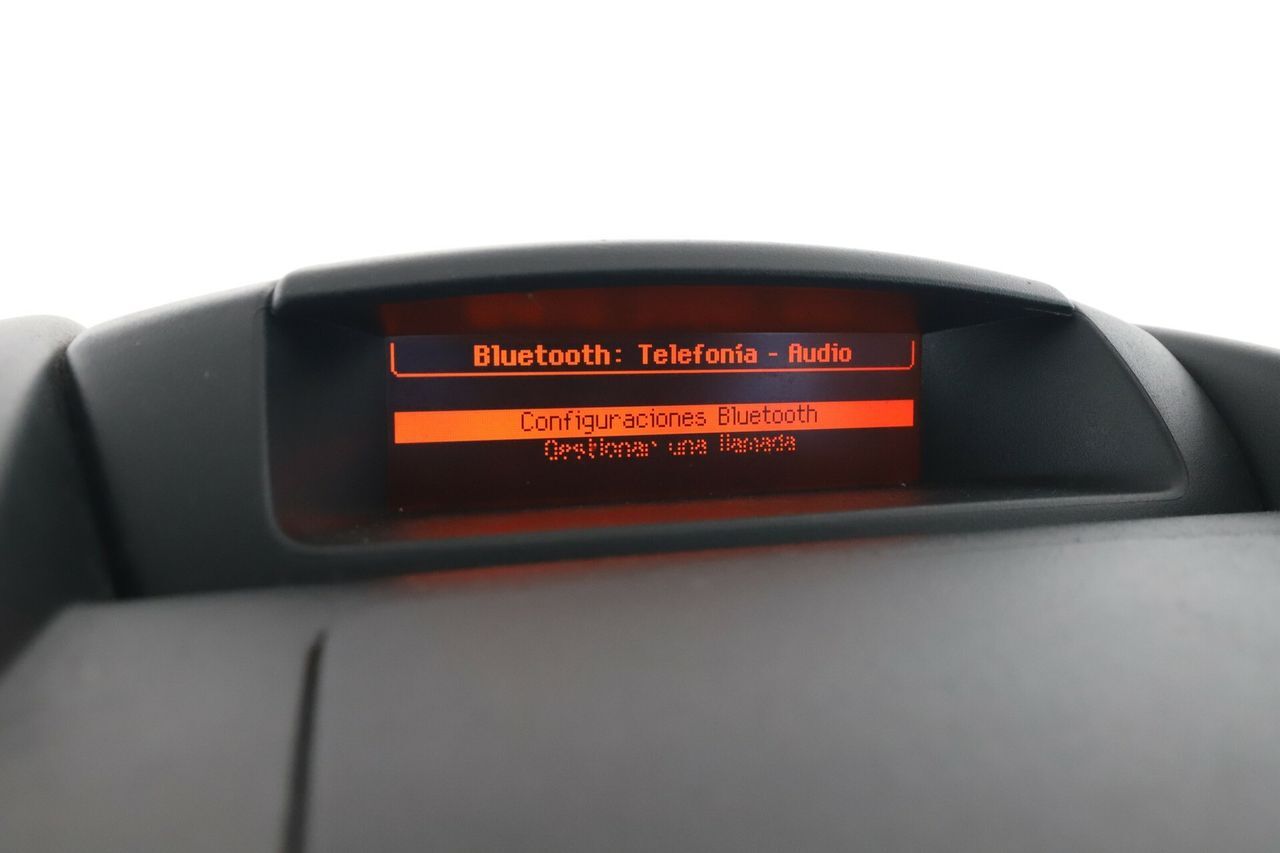 Bluetooth: Telefonía - Audio
Configuraciones Bluetooth
Gestionar una llamada